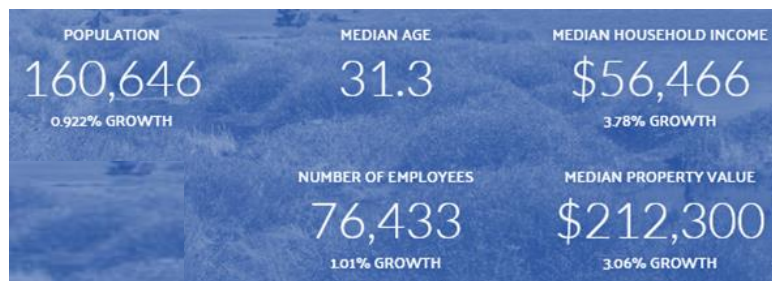 POPULATION
160,646
0.922% GROWTH
MEDIAN AGE
31.3
MEDIAN HOUSEHOLD INCOME
$56,466
3.78% GROWTH
NUMBER OF EMPLOYEES
76,433
1.01% GROWTH
MEDIAN PROPERTY VALUE
$212,300
3.06% GROWTH